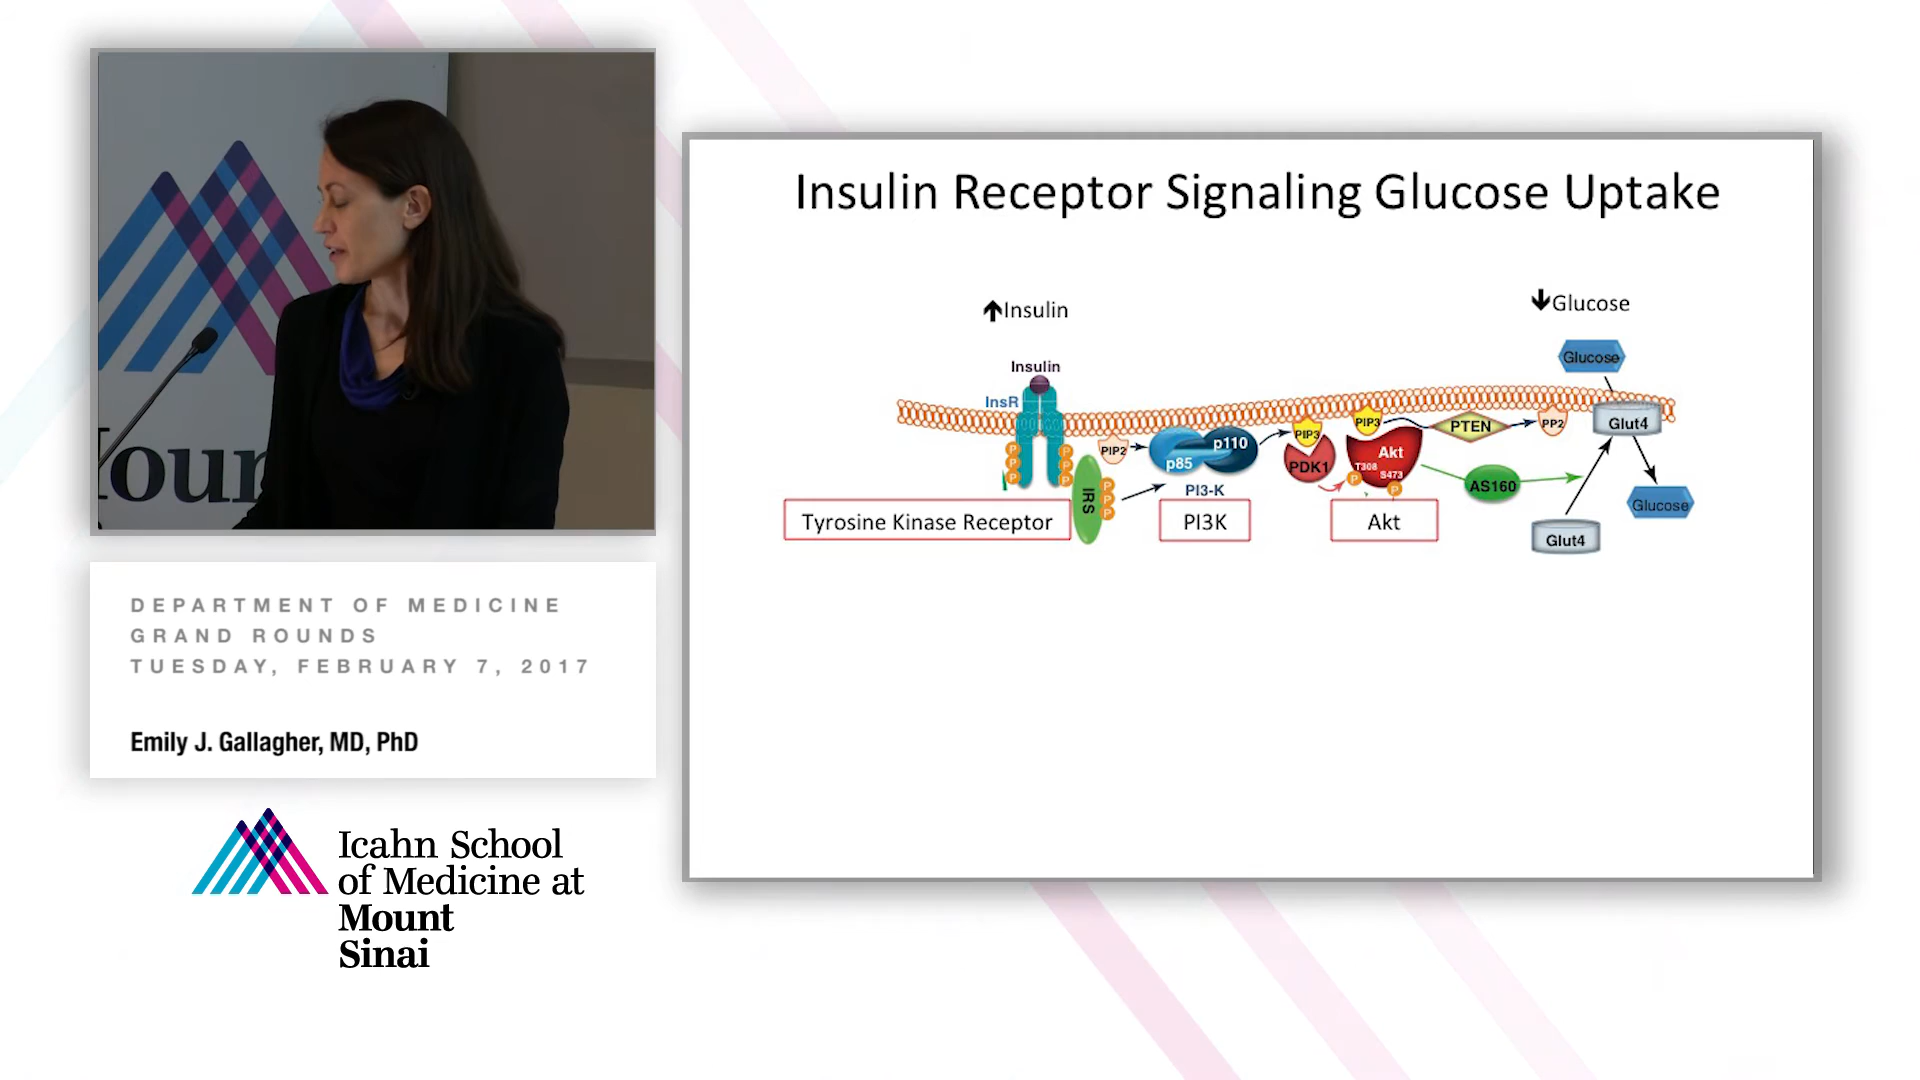 our
DEPARTMENT OF MEDICINE
GRAND ROUNDS
TUESDAY, FEBRUARY 7, 2017
Emily J. Gallagher, MD, PhD
Icahn School
of Medicine at
Mount
Sinai
Insulin Receptor Signaling Glucose Uptake
↑Insulin
↓Glucose
Glucose
Insulin
InsR
P
P
P
P
P
P
IRS
P
P
P
PIP2
p85
p110
PI3-K
PIP3
PDK1
PIP3
Akt
T308
S473
P
P
PTEN
PP2
AS160
Glut4
Glut4
Glucose
Tyrosine Kinase Receptor
PI3K
Akt